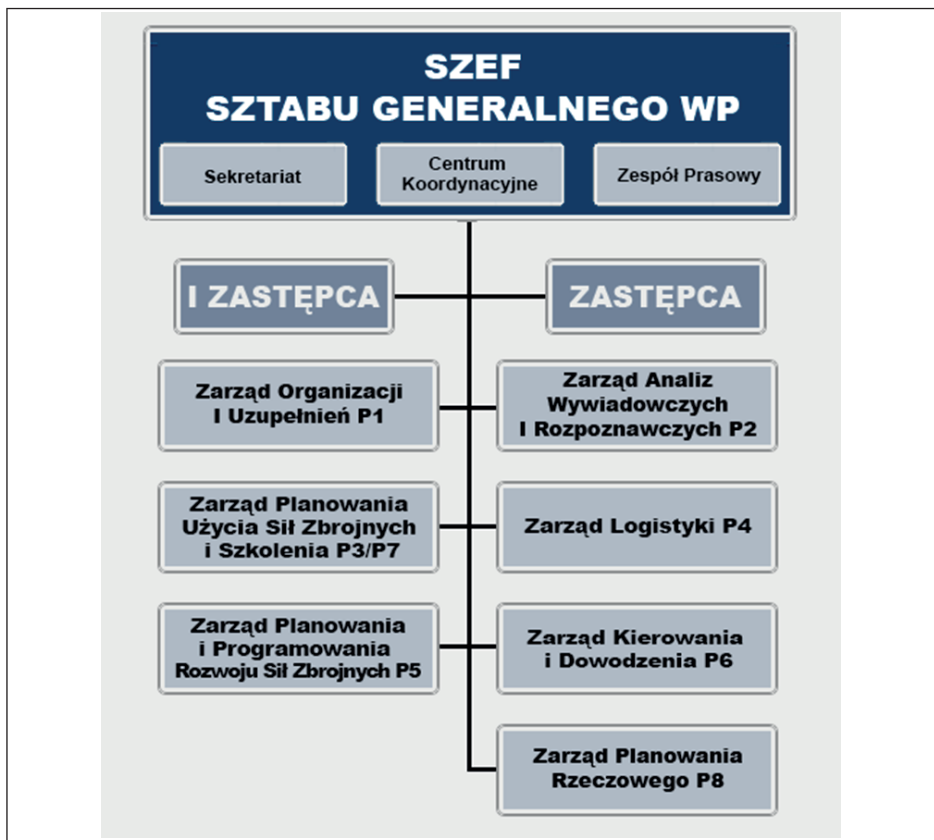 SZEF
SZTABU GENERALNEGO WP
Sekretariat
Centrum
Koordynacyjne
Zespół Prasowy
I ZASTĘPCA
ZASTĘPCA
Zarząd Organizacji
I Uzupełnień P1
Zarząd Analiz
Wywiadowczych
I Rozpoznawczych P2
Zarząd Planowania
Użycia Sił Zbrojnych
i Szkolenia P3/P7
Zarząd Logistyki P4
Zarząd Planowania
i Programowania
Rozwoju Sił Zbrojnych P5
Zarząd Kierowania
i Dowodzenia P6
Zarząd Planowania
Rzeczowego P8